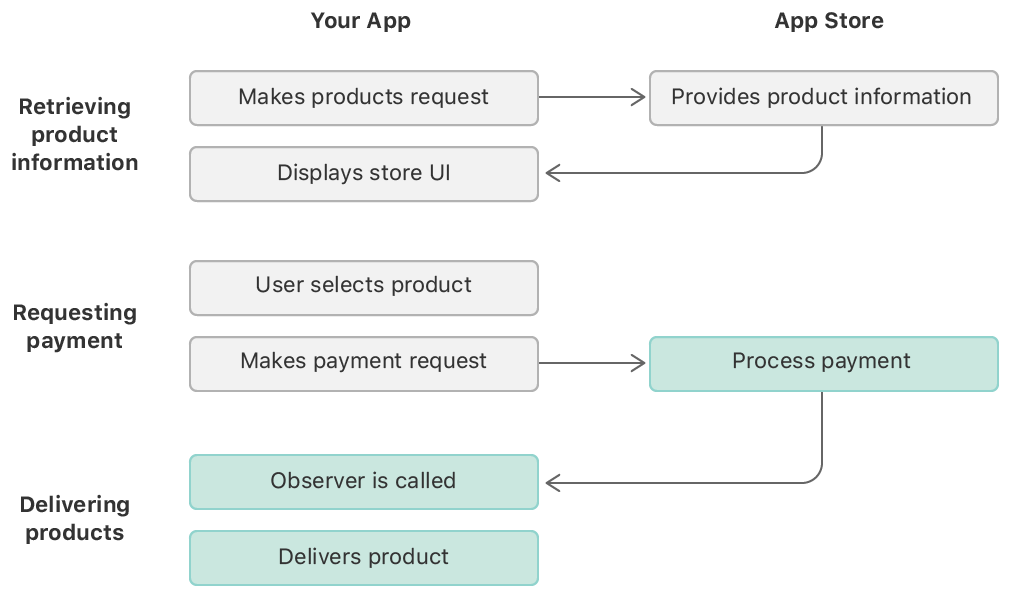 Your App
App Store
Retrieving
product
information
Makes products request
Provides product information
Displays store UI
Requesting
payment
User selects product
Makes payment request
Process payment
Delivering
products
Observer is called
Delivers product